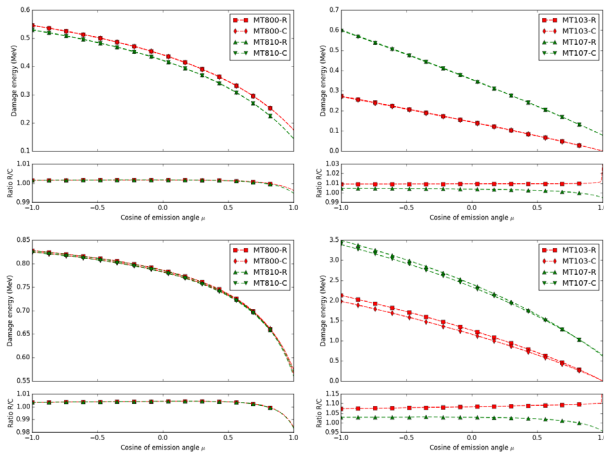 0.6
0.5
0.4
0.3
0.2
0.1
Damage energy (MeV)
MT800-R
MT800-C
MT810-R
MT810-C
1.01
1.00
0.99
Ratio R/C
-1.0 -0.5 0.0 0.5 1.0
Cosine of emission angle μ
0.7
0.6
0.5
0.4
0.3
0.2
0.1
0.0
Damage energy (MeV)
MT103-R
MT103-C
MT107-R
MT107-C
1.03
1.02
1.01
1.00
0.99
Ratio R/C
-1.0 -0.5 0.0 0.5 1.0
Cosine of emission angle μ
0.85
0.80
0.75
0.70
0.65
0.60
0.55
Damage energy (MeV)
MT800-R
MT800-C
MT810-R
MT810-C
1.01
1.00
0.99
0.98
Ratio R/C
-1.0 -0.5 0.0 0.5 1.0
Cosine of emission angle μ
3.5
3.0
2.5
2.0
1.5
1.0
0.5
0.0
Damage energy (MeV)
MT103-R
MT103-C
MT107-R
MT107-C
1.15
1.10
1.05
1.00
0.95
Ratio R/C
-1.0 -0.5 0.0 0.5 1.0
Cosine of emission angle μ